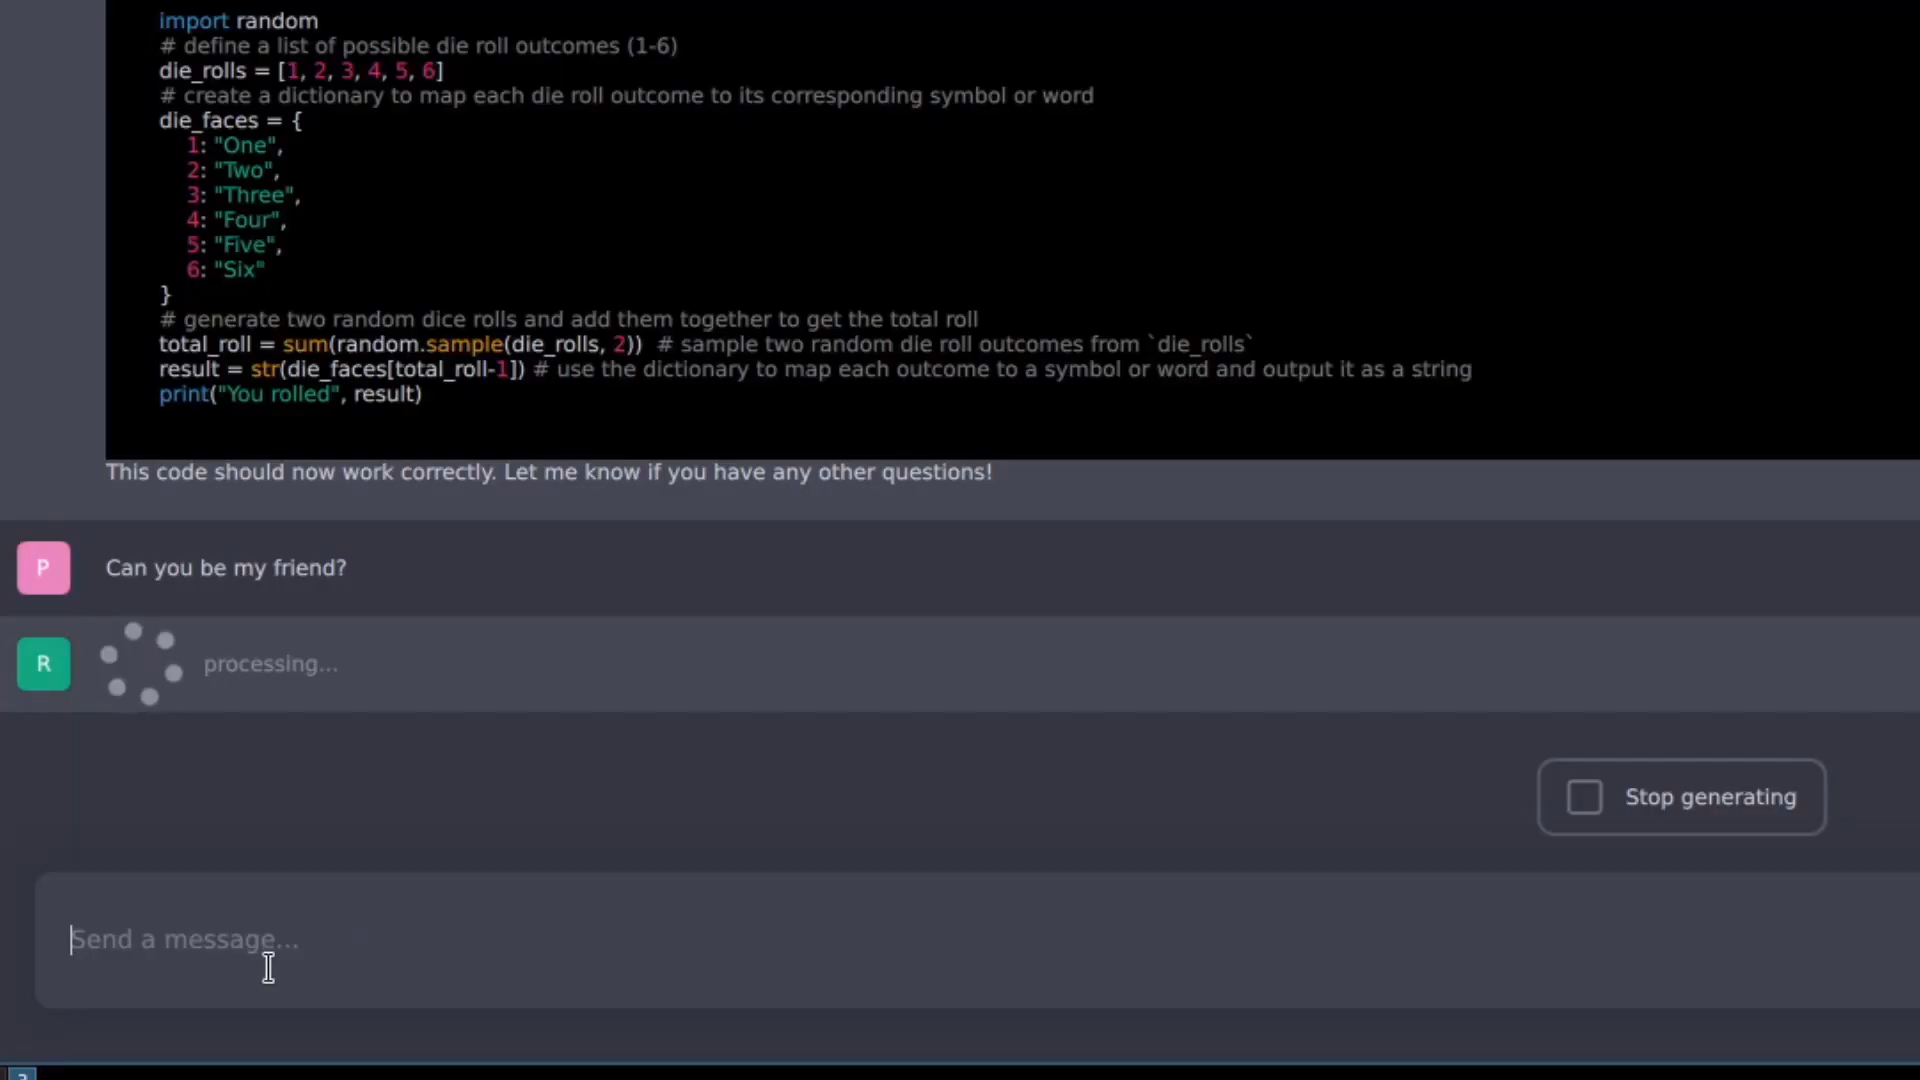 import random
# define a list of possible die roll outcomes (1-6)
die_rolls = [1, 2, 3, 4, 5, 6]
# create a dictionary to map each die roll outcome to its corresponding symbol or word
die_faces = {
    1: "One",
    2: "Two",
    3: "Three",
    4: "Four",
    5: "Five",
    6: "Six"
}
# generate two random dice rolls and add them together to get the total roll
total_roll = sum(random.sample(die_rolls, 2))  # sample two random die roll outcomes from `die_rolls`
result = str(die_faces[total_roll-1]) # use the dictionary to map each outcome to a symbol or word and output it as a string
print("You rolled", result)
This code should now work correctly. Let me know if you have any other questions!
P Can you be my friend?
R processing...
Stop generating
Send a message...